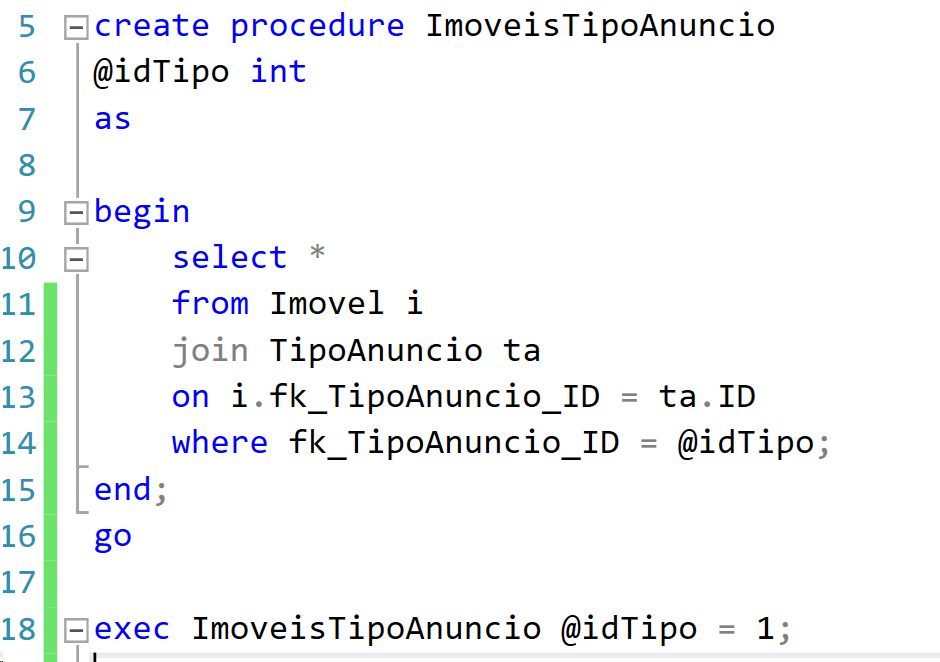 5 create procedure ImoveisTipoAnuncio
6 @idTipo int
7 as
8
9 begin
10 select *
11 from Imovel i
12 join TipoAnuncio ta
13 on i.fk_TipoAnuncio_ID = ta.ID
14 where fk_TipoAnuncio_ID = @idTipo;
15 end;
16 go
17
18 exec ImoveisTipoAnuncio @idTipo = 1;